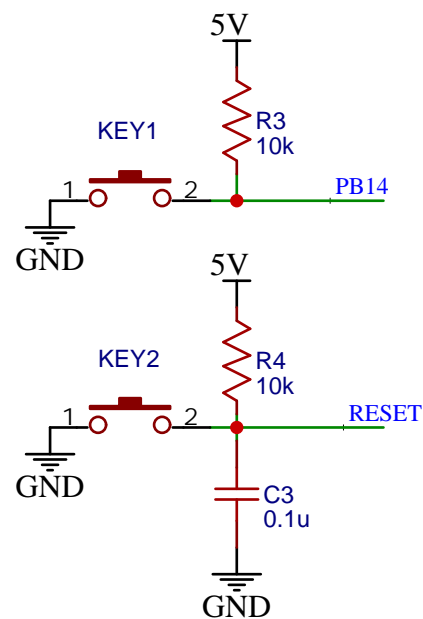 5V
R3
10k
KEY1
1 2
PB14
GND
5V
R4
10k
KEY2
1 2
RESET
GND
C3
0.1u
GND